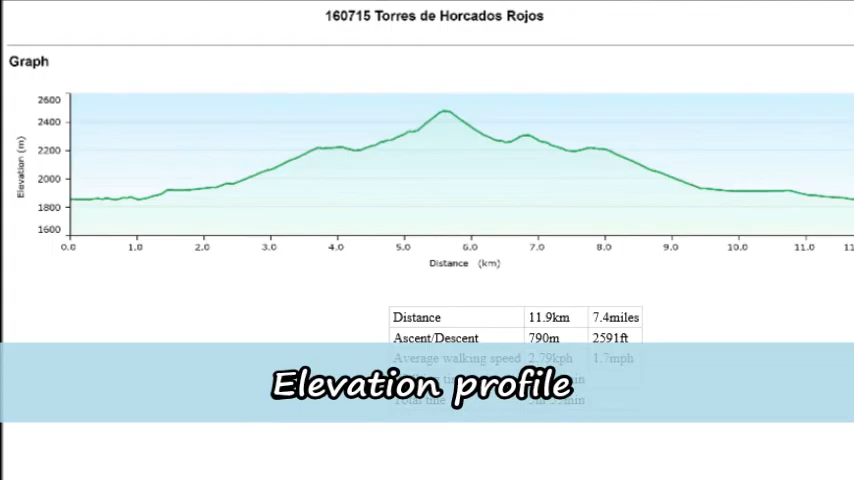 160715 Torres de Horcados Rojos
Graph
2600
2400
2200
2000
1800
1600
Elevation (m)
0.0 1.0 2.0 3.0 4.0 5.0 6.0 7.0 8.0 9.0 10.0 11.0 11
Distance (km)
Distance 11.9km 7.4miles
Ascent/Descent 790m 2591ft
Average walking speed 2.79kph 1.7mph
Elevation profile
Total time